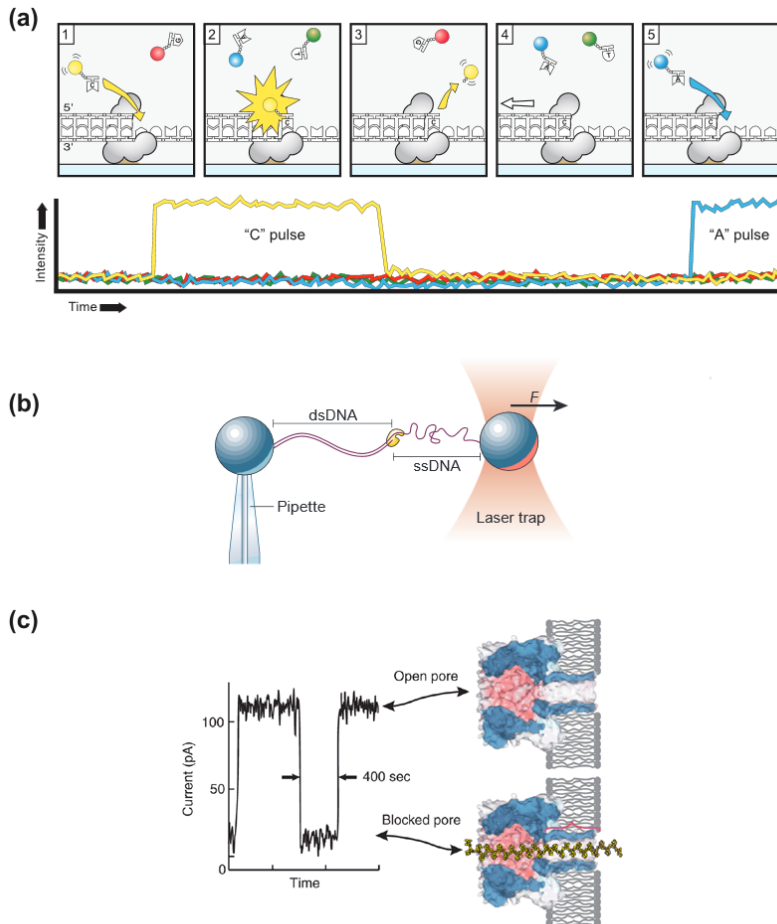 (a)
1
2
3
4
5
G
C
A
T
G
A
T
A
5'
3'
C
C
C
C
C
Intensity
"C" pulse
"A" pulse
Time
(b)
dsDNA
F
ssDNA
Pipette
Laser trap
(c)
Open pore
100
400 sec
Current (pA)
50
Blocked pore
0
Time